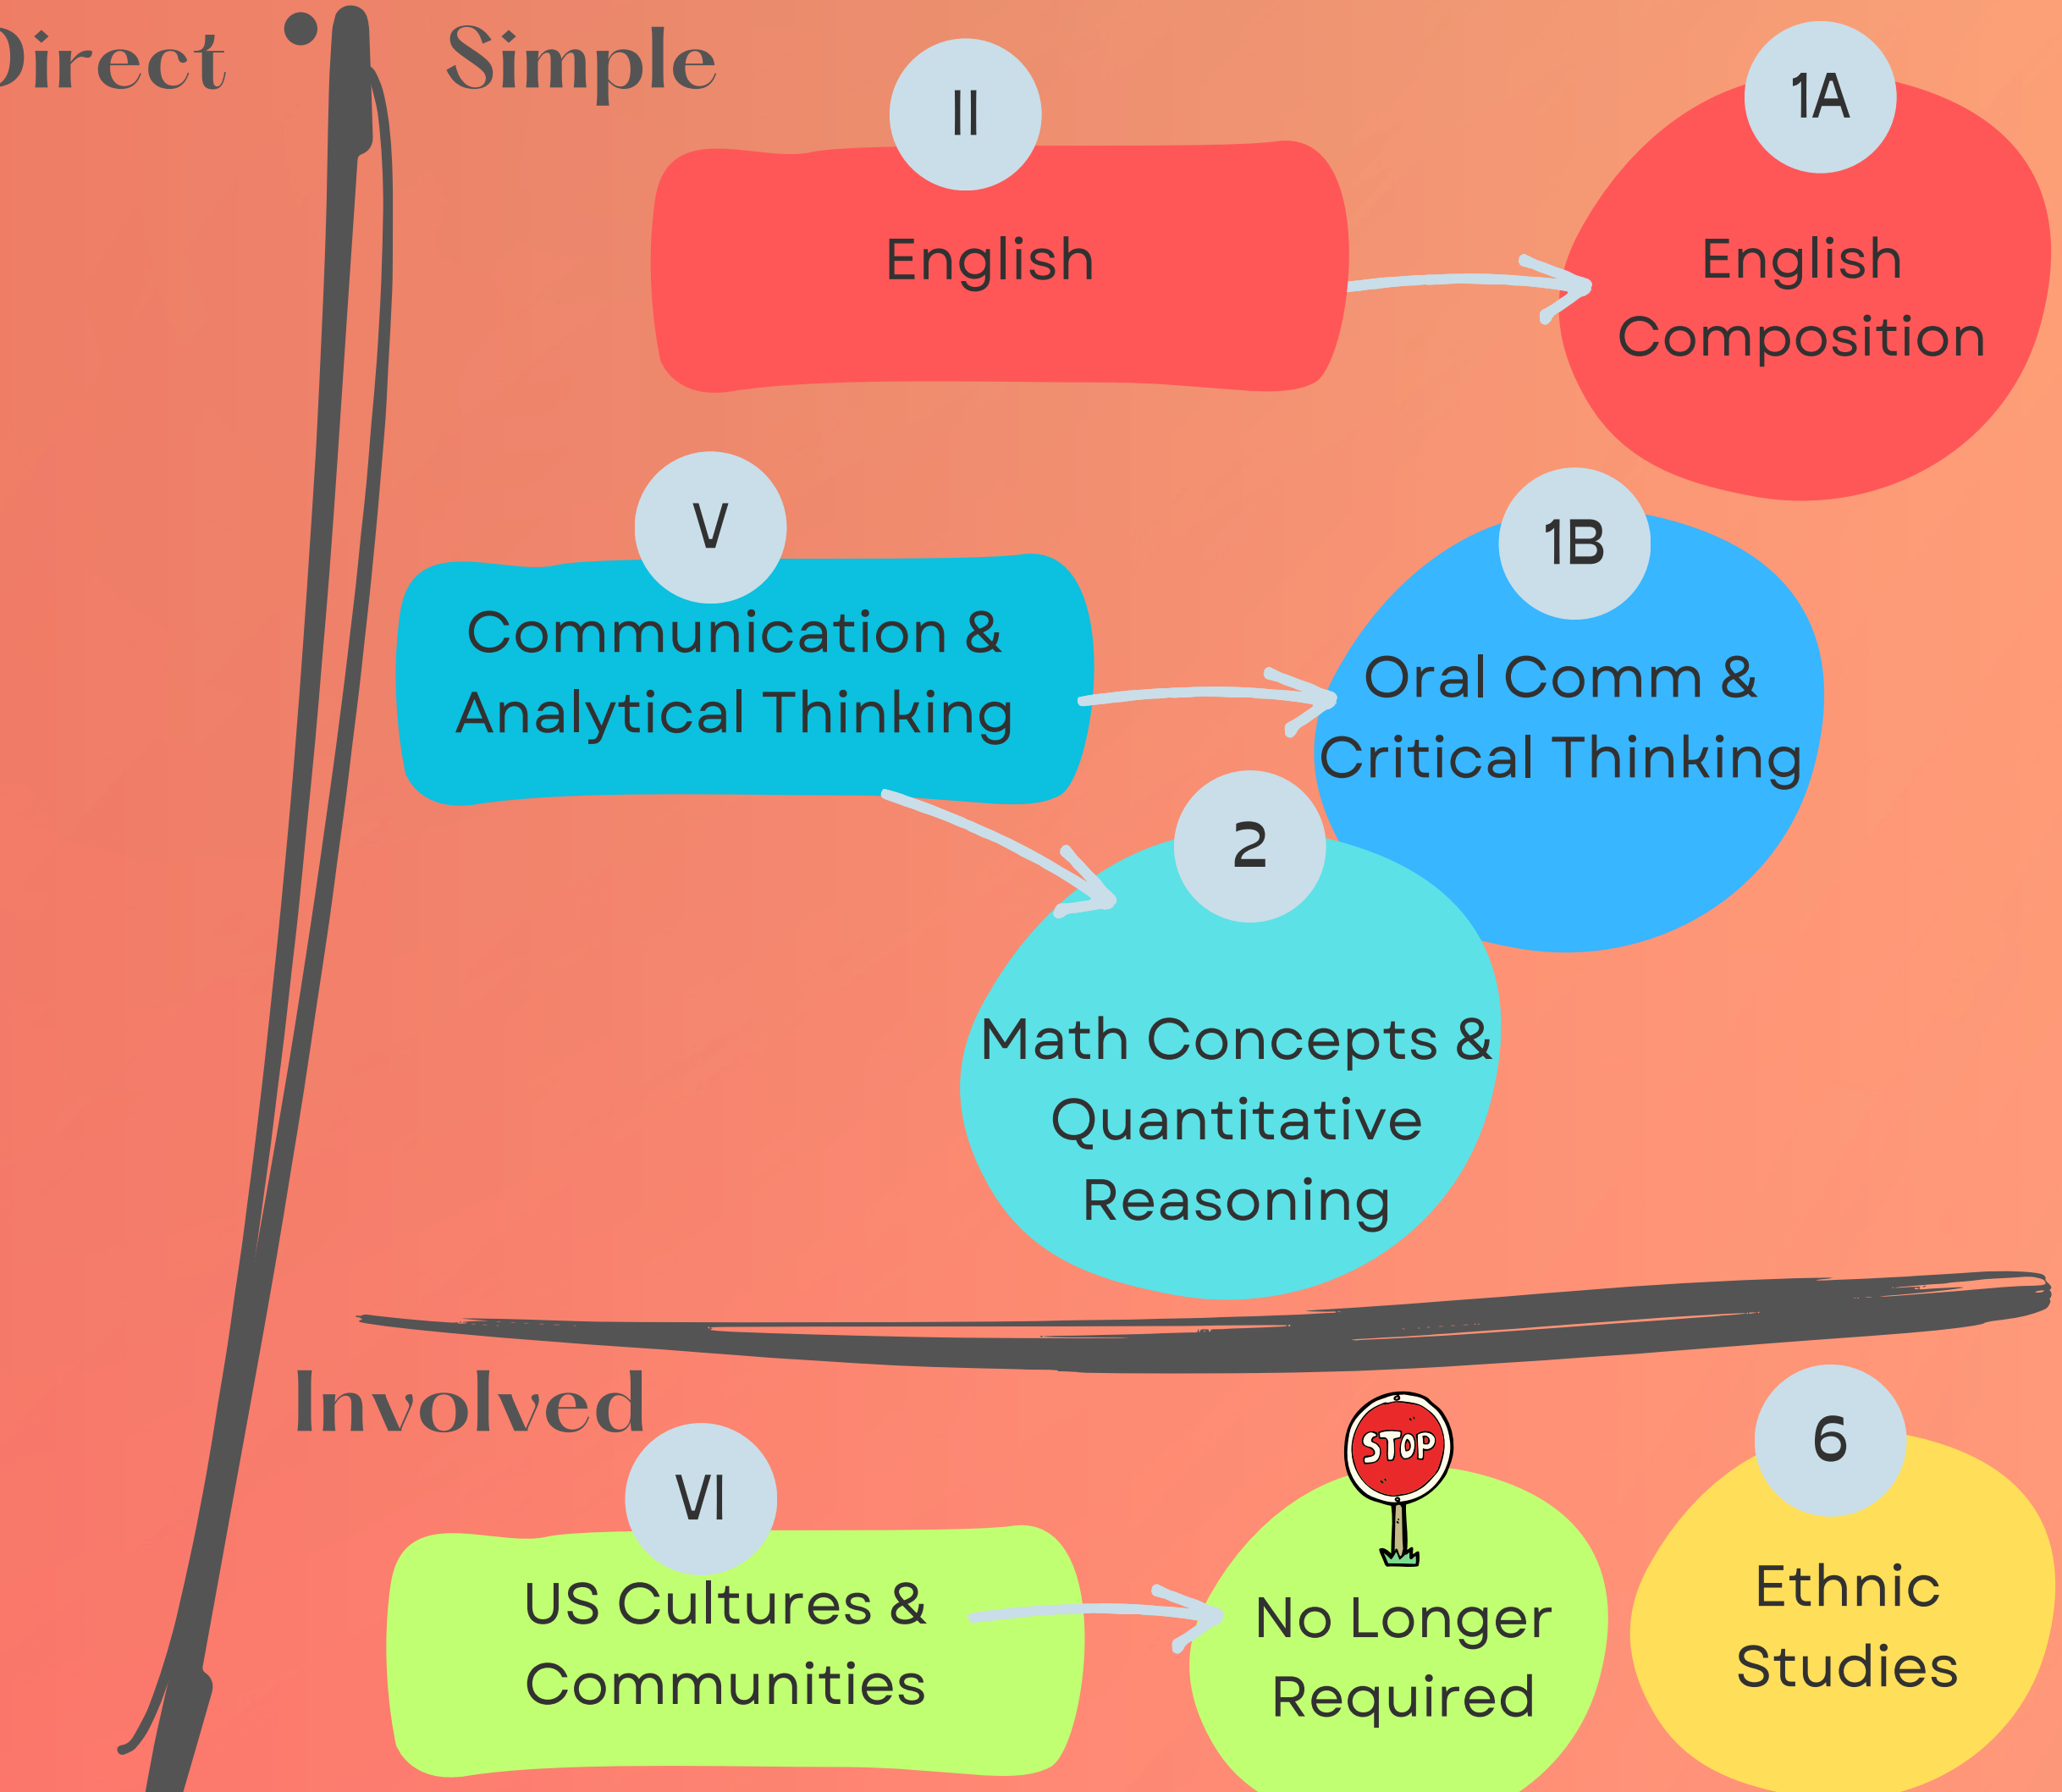 Direct
Simple
II
English
1A
English
Composition
V
Communication &
Analytical Thinking
1B
Oral Comm &
Critical Thinking
2
Math Concepts &
Quantitative
Reasoning
Involved
VI
US Cultures &
Communities
STOP
No Longer
Required
6
Ethnic
Studies